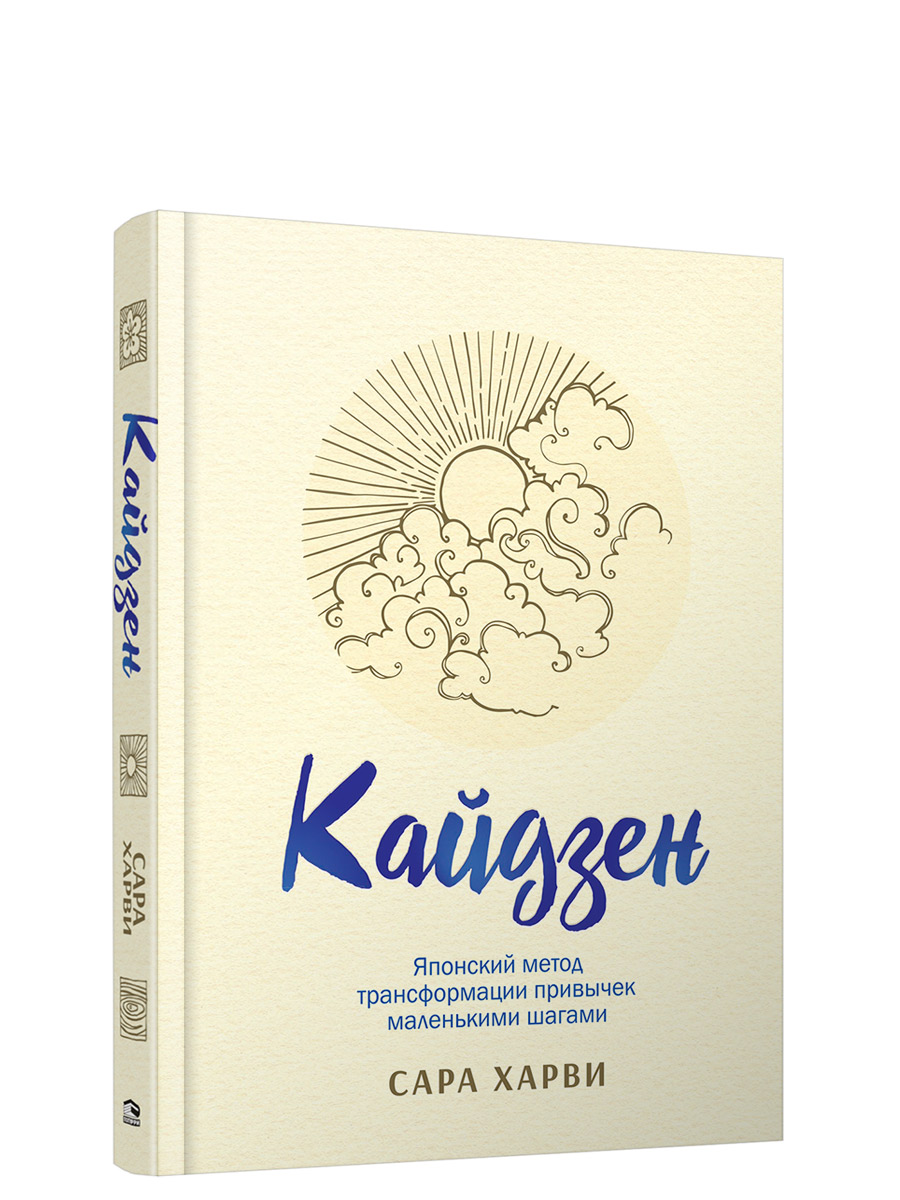 Кайдзен
САРА
ХАРВИ
Кайдзен
Японский метод
трансформации привычек
маленькими шагами
САРА ХАРВИ